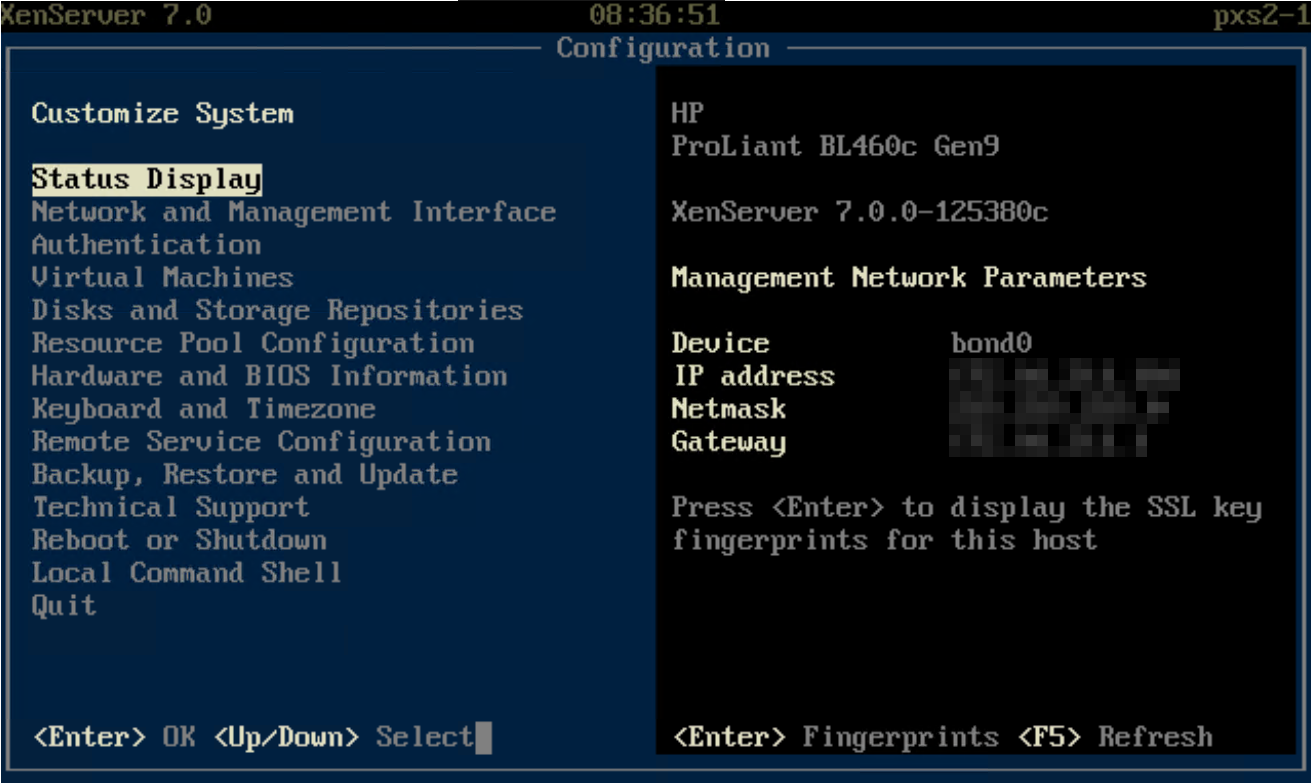 XenServer 7.0 08:36:51 pxs2-1
Configuration
Customize System
Status Display
Network and Management Interface
Authentication
Virtual Machines
Disks and Storage Repositories
Resource Pool Configuration
Hardware and BIOS Information
Keyboard and Timezone
Remote Service Configuration
Backup, Restore and Update
Technical Support
Reboot or Shutdown
Local Command Shell
Quit
<Enter> OK <Up/Down> Select
HP
ProLiant BL460c Gen9
XenServer 7.0.0-125380c
Management Network Parameters
Device bond0
IP address
Netmask
Gateway
Press <Enter> to display the SSL key
fingerprints for this host
<Enter> Fingerprints <F5> Refresh